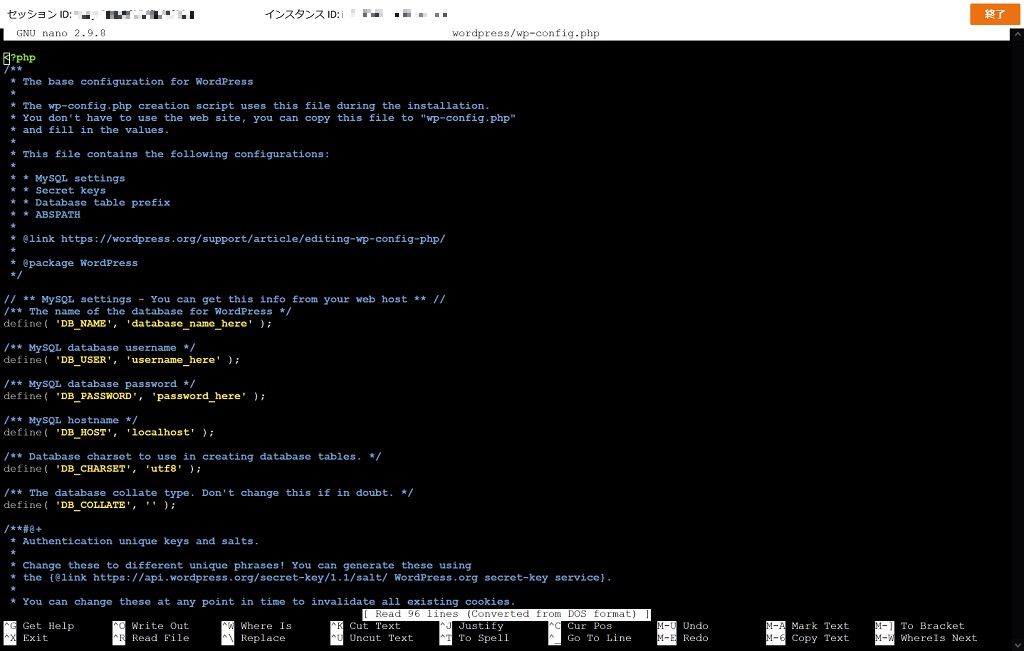 セッション ID:
インスタンス ID:
終了
GNU nano 2.9.8 wordpress/wp-config.php
<?php
/**
 * The base configuration for WordPress
 *
 * The wp-config.php creation script uses this file during the installation.
 * You don't have to use the web site, you can copy this file to "wp-config.php"
 * and fill in the values.
 *
 * This file contains the following configurations:
 *
 * * MySQL settings
 * * Secret keys
 * * Database table prefix
 * * ABSPATH
 *
 * @link https://wordpress.org/support/article/editing-wp-config-php/
 *
 * @package WordPress
 */
// ** MySQL settings - You can get this info from your web host ** //
/** The name of the database for WordPress */
define( 'DB_NAME', 'database_name_here' );
/** MySQL database username */
define( 'DB_USER', 'username_here' );
/** MySQL database password */
define( 'DB_PASSWORD', 'password_here' );
/** MySQL hostname */
define( 'DB_HOST', 'localhost' );
/** Database charset to use in creating database tables. */
define( 'DB_CHARSET', 'utf8' );
/** The database collate type. Don't change this if in doubt. */
define( 'DB_COLLATE', '' );
/**#@+
 * Authentication unique keys and salts.
 *
 * Change these to different unique phrases! You can generate these using
 * the {@link https://api.wordpress.org/secret-key/1.1/salt/ WordPress.org secret-key service}.
 *
 * You can change these at any point in time to invalidate all existing cookies.
[ Read 96 lines (Converted from DOS format) ]
^G Get Help ^O Write Out ^W Where Is ^K Cut Text ^J Justify ^C Cur Pos M-U Undo M-A Mark Text M-] To Bracket
^X Exit ^R Read File ^\ Replace ^U Uncut Text ^T To Spell ^_ Go To Line M-E Redo M-6 Copy Text M-W WhereIs Next